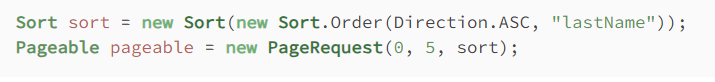 Sort sort = new Sort(new Sort.Order(Direction.ASC, "lastName"));
Pageable pageable = new PageRequest(0, 5, sort);